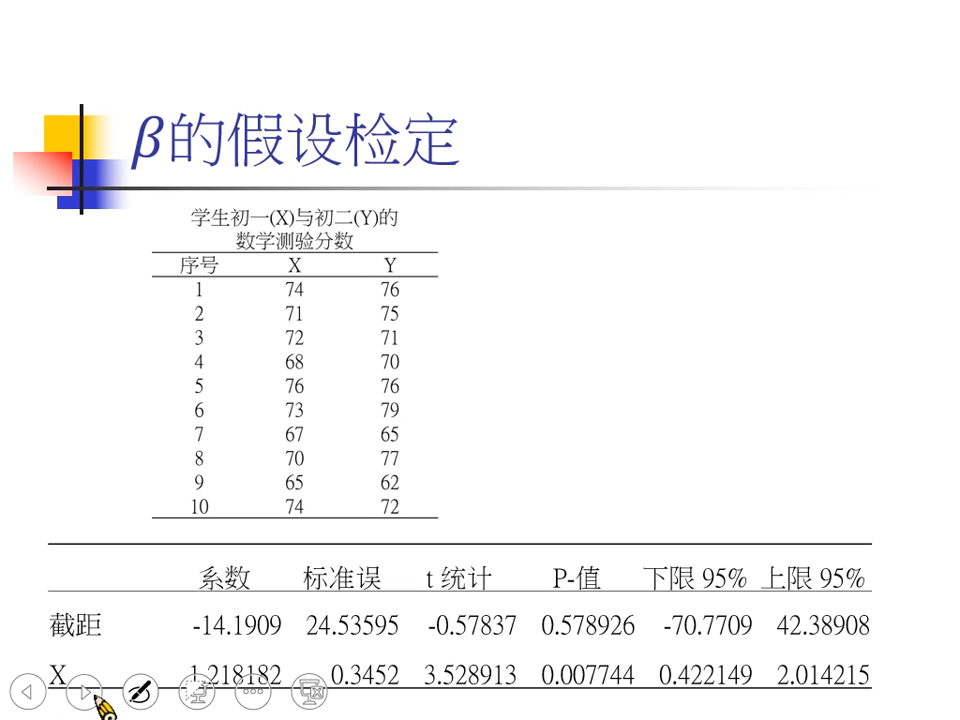 β的假设检定
学生初一(X)与初二(Y)的
数学测验分数
序号 X Y
1 74 76
2 71 75
3 72 71
4 68 70
5 76 76
6 73 79
7 67 65
8 70 77
9 65 62
10 74 72
系数 标准误 t 统计 P-值 下限 95% 上限 95%
截距 -14.1909 24.53595 -0.57837 0.578926 -70.7709 42.38908
X 1.218182 0.3452 3.528913 0.007744 0.422149 2.014215